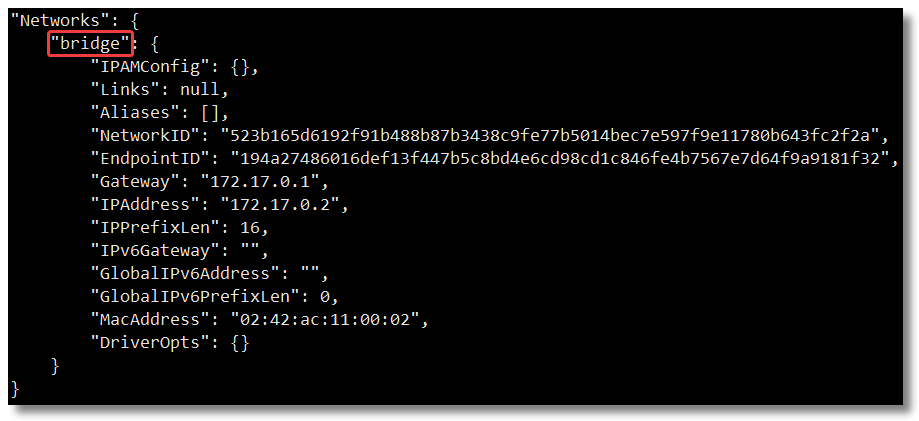 "Networks": {
    "bridge": {
        "IPAMConfig": {},
        "Links": null,
        "Aliases": [],
        "NetworkID": "523b165d6192f91b488b87b3438c9fe77b5014bec7e597f9e11780b643fc2f2a",
        "EndpointID": "194a27486016def13f447b5c8bd4e6cd98cd1c846fe4b7567e7d64f9a9181f32",
        "Gateway": "172.17.0.1",
        "IPAddress": "172.17.0.2",
        "IPPrefixLen": 16,
        "IPv6Gateway": "",
        "GlobalIPv6Address": "",
        "GlobalIPv6PrefixLen": 0,
        "MacAddress": "02:42:ac:11:00:02",
        "DriverOpts": {}
    }
}